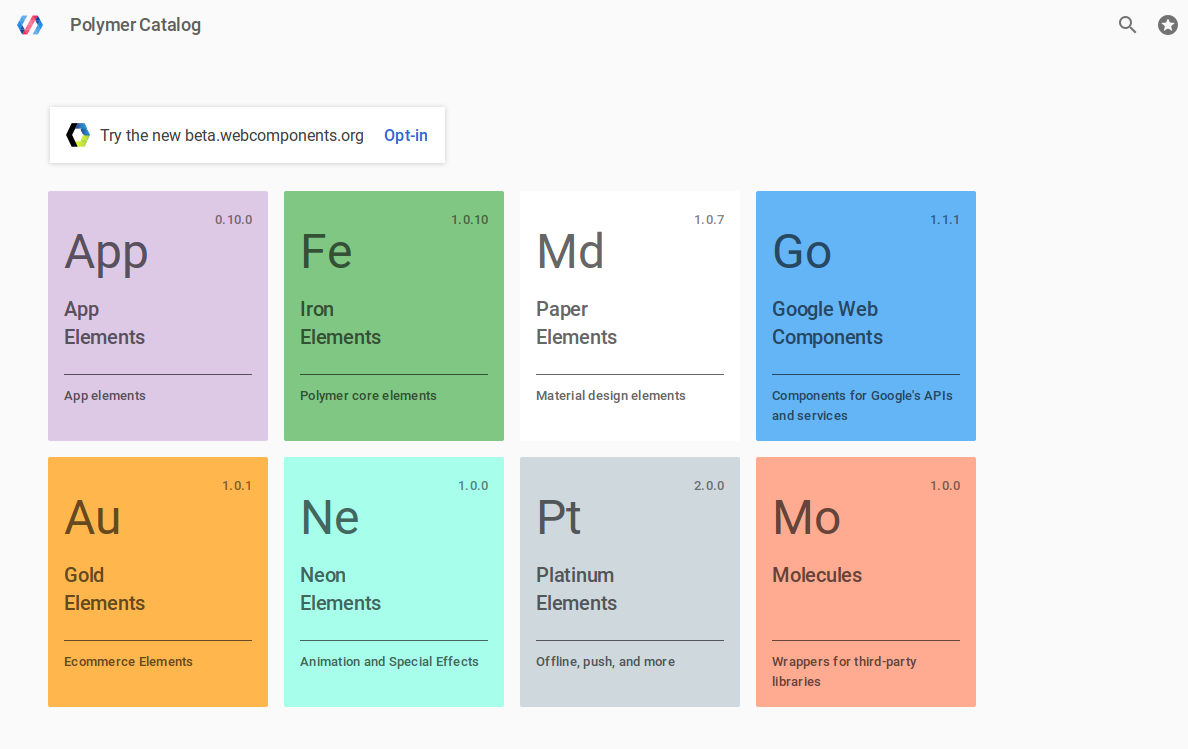 Polymer Catalog
Try the new beta.webcomponents.org Opt-in
0.10.0
App
App
Elements
App elements
1.0.10
Fe
Iron
Elements
Polymer core elements
1.0.7
Md
Paper
Elements
Material design elements
1.1.1
Go
Google Web
Components
Components for Google's APIs
and services
1.0.1
Au
Gold
Elements
Ecommerce Elements
1.0.0
Ne
Neon
Elements
Animation and Special Effects
2.0.0
Pt
Platinum
Elements
Offline, push, and more
1.0.0
Mo
Molecules
Wrappers for third-party
libraries